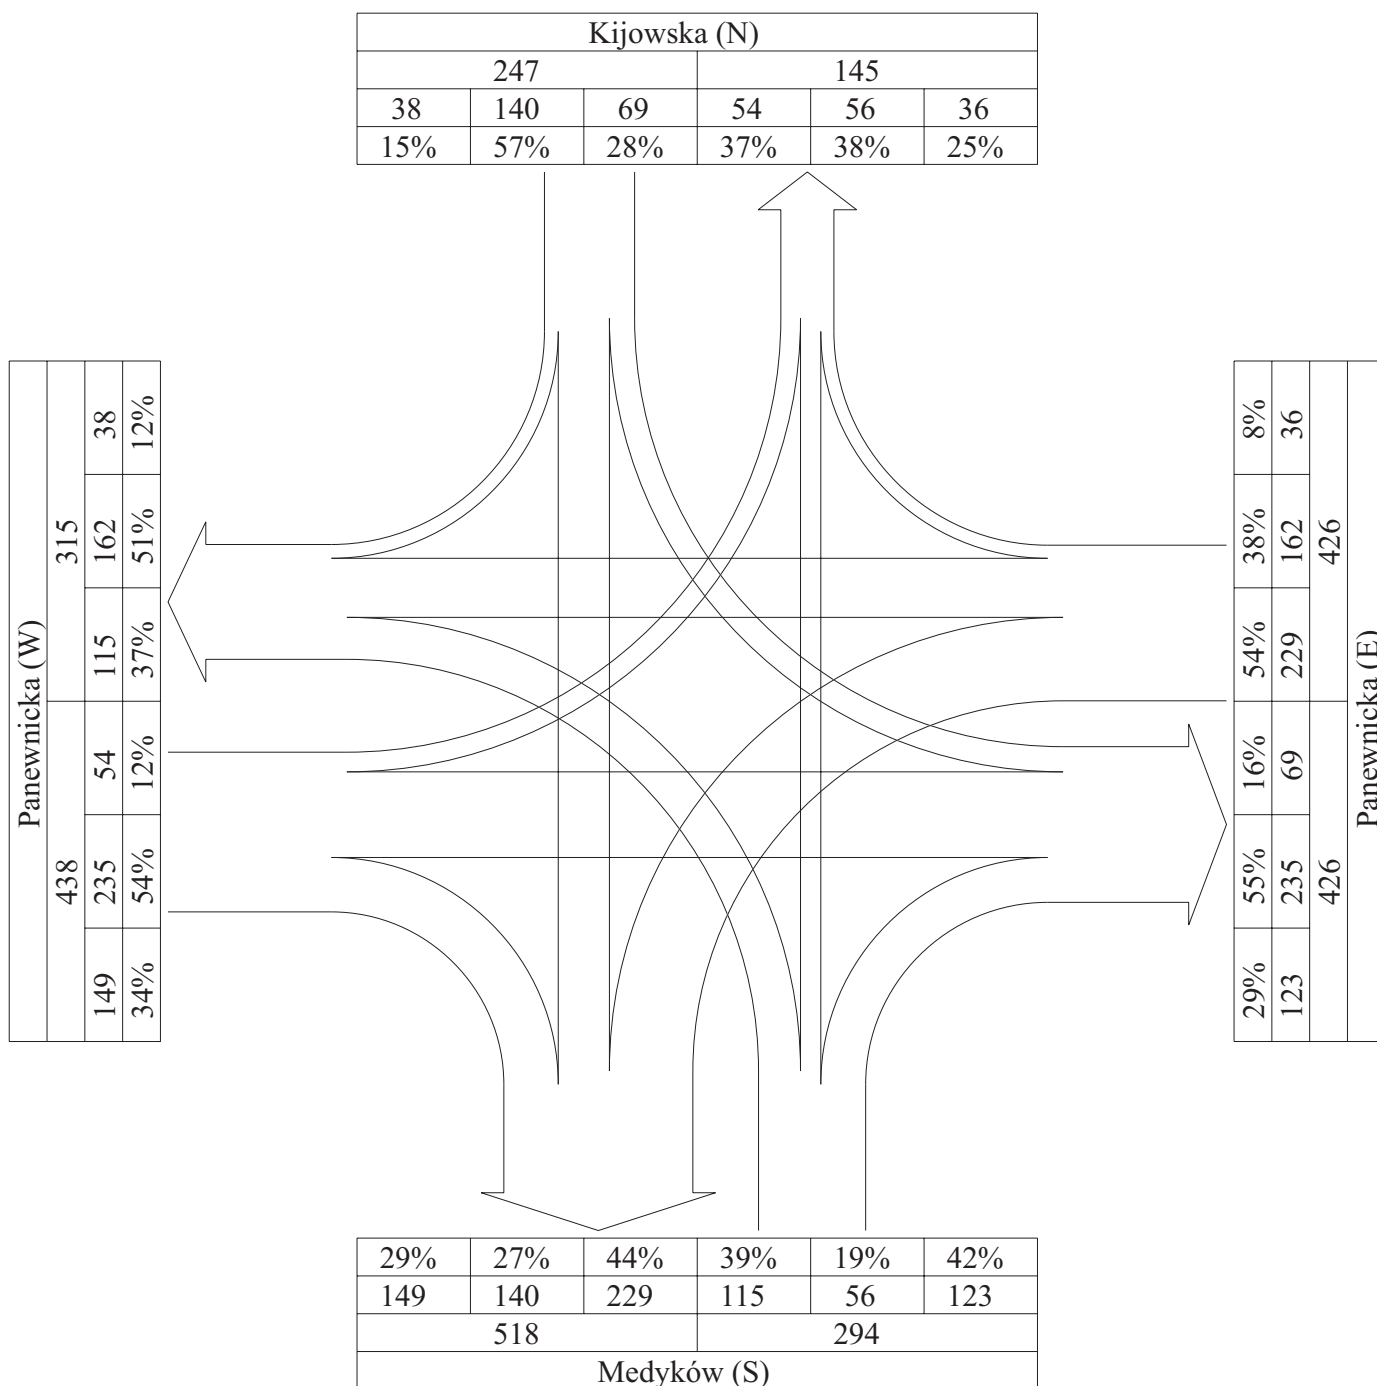 Kijowska (N)
247 145
38 140 69 54 56 36
15% 57% 28% 37% 38% 25%
Panewnicka (W)
438 315
149 235 54 115 162 38
34% 54% 12% 37% 51% 12%
8% 38% 54% 16% 55% 29%
36 162 229 69 235 123
426 426
Panewnicka (E)
29% 27% 44% 39% 19% 42%
149 140 229 115 56 123
518 294
Medyków (S)